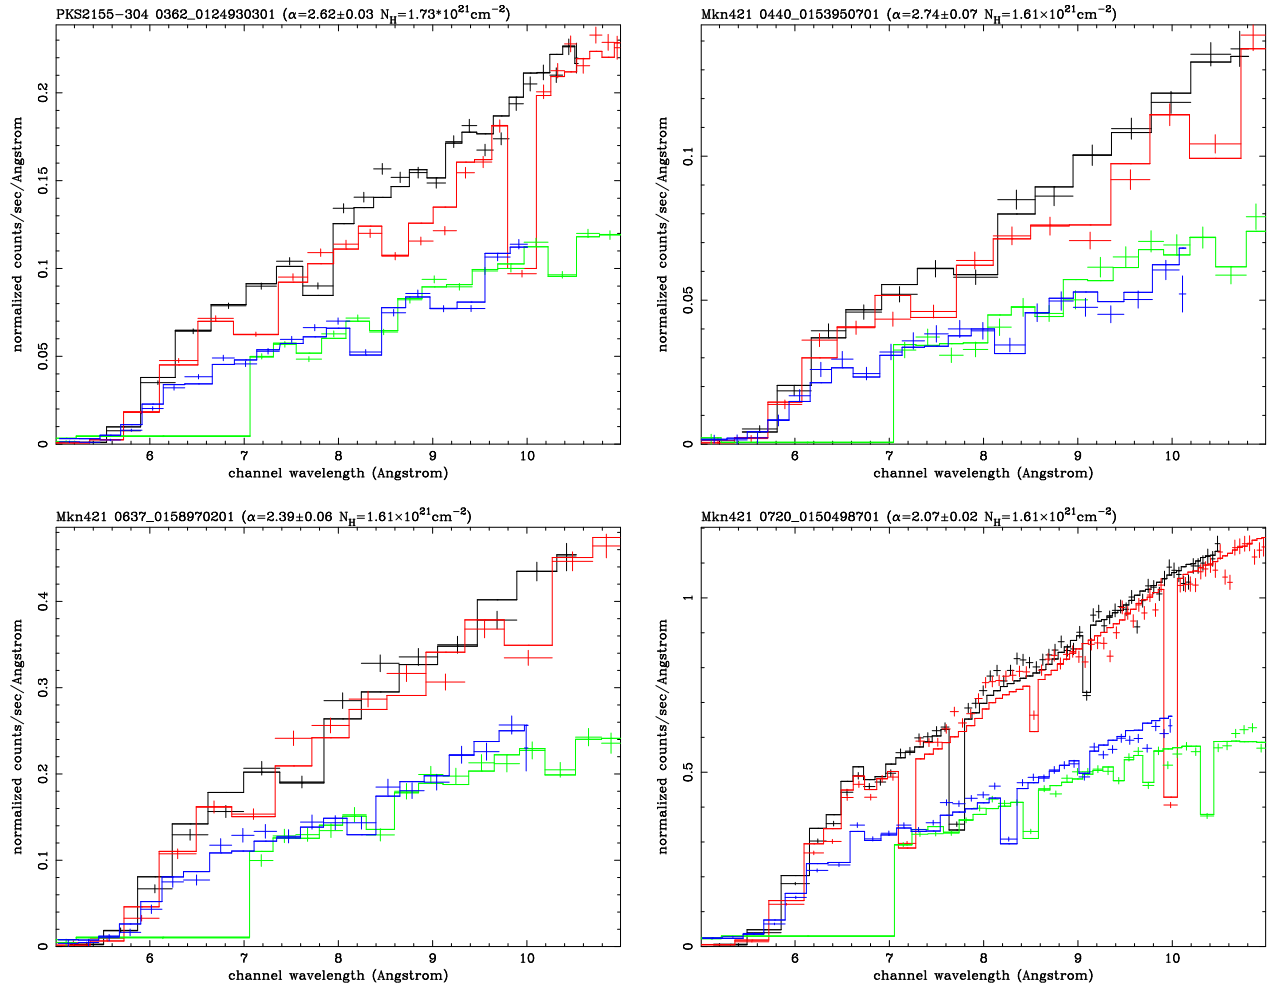 PKS2155−304 0362_0124930301 (α=2.62±0.03 N_H=1.73*10^21cm^−2)
normalized counts/sec/Angstrom
0.2
0.15
0.1
0.05
0
6 7 8 9 10
channel wavelength (Angstrom)
Mkn421 0440_0153950701 (α=2.74±0.07 N_H=1.61×10^21cm^−2)
normalized counts/sec/Angstrom
0.1
0.05
0
6 7 8 9 10
channel wavelength (Angstrom)
Mkn421 0637_0158970201 (α=2.39±0.06 N_H=1.61×10^21cm^−2)
normalized counts/sec/Angstrom
0.4
0.3
0.2
0.1
0
6 7 8 9 10
channel wavelength (Angstrom)
Mkn421 0720_0150498701 (α=2.07±0.02 N_H=1.61×10^21cm^−2)
normalized counts/sec/Angstrom
1
0.5
0
6 7 8 9 10
channel wavelength (Angstrom)